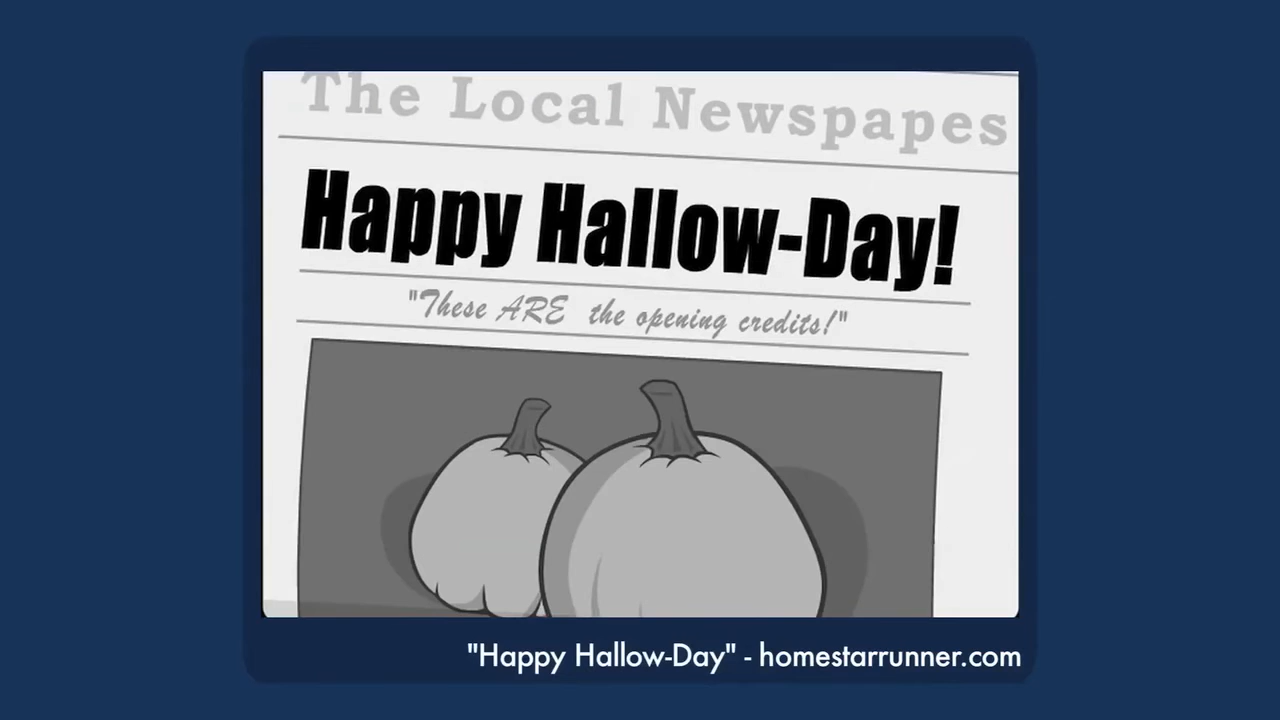 The Local Newspapes
Happy Hallow-Day!
"These ARE the opening credits!"
"Happy Hallow-Day" - homestarrunner.com